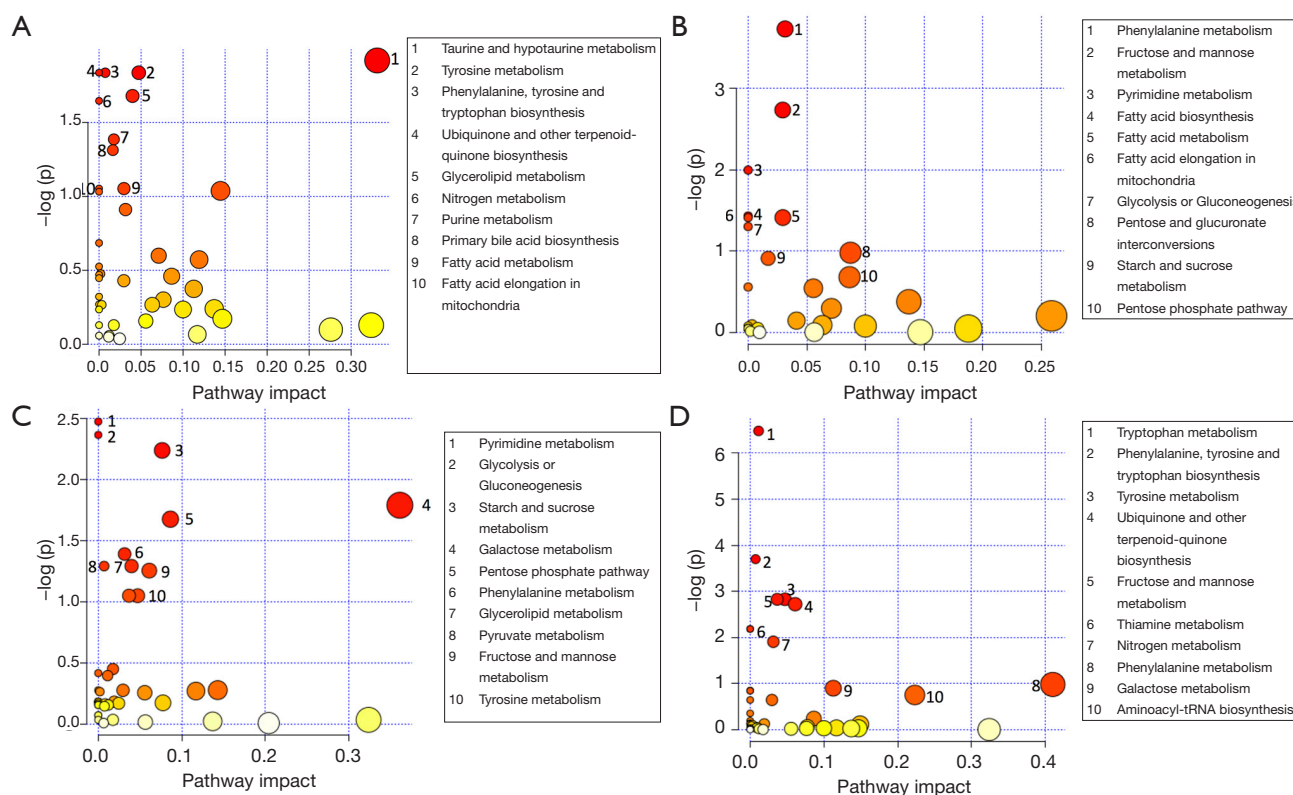 A
–log (p)
1.5
1.0
0.5
0.0
0.0 0.05 0.10 0.15 0.20 0.25 0.30
Pathway impact
4 3 2 1
6 5
7
8
10 9
1 Taurine and hypotaurine metabolism
2 Tyrosine metabolism
3 Phenylalanine, tyrosine and
tryptophan biosynthesis
4 Ubiquinone and other terpenoid-
quinone biosynthesis
5 Glycerolipid metabolism
6 Nitrogen metabolism
7 Purine metabolism
8 Primary bile acid biosynthesis
9 Fatty acid metabolism
10 Fatty acid elongation in
mitochondria
B
–log (p)
3
2
1
0
0.0 0.05 0.10 0.15 0.20 0.25
Pathway impact
1
2
3
6 4 5
7
9 8
10
1 Phenylalanine metabolism
2 Fructose and mannose
metabolism
3 Pyrimidine metabolism
4 Fatty acid biosynthesis
5 Fatty acid metabolism
6 Fatty acid elongation in
mitochondria
7 Glycolysis or Gluconeogenesis
8 Pentose and glucuronate
interconversions
9 Starch and sucrose
metabolism
10 Pentose phosphate pathway
C
–log (p)
2.5
2.0
1.5
1.0
0.5
0.0
0.0 0.1 0.2 0.3
Pathway impact
1
2
3
4
5
6
8 7 9
10
1 Pyrimidine metabolism
2 Glycolysis or
Gluconeogenesis
3 Starch and sucrose
metabolism
4 Galactose metabolism
5 Pentose phosphate pathway
6 Phenylalanine metabolism
7 Glycerolipid metabolism
8 Pyruvate metabolism
9 Fructose and mannose
metabolism
10 Tyrosine metabolism
D
–log (p)
6
5
4
3
2
1
0
0.0 0.1 0.2 0.3 0.4
Pathway impact
1
2
3
5 4
6
7
8
9 10
1 Tryptophan metabolism
2 Phenylalanine, tyrosine and
tryptophan biosynthesis
3 Tyrosine metabolism
4 Ubiquinone and other
terpenoid-quinone
biosynthesis
5 Fructose and mannose
metabolism
6 Thiamine metabolism
7 Nitrogen metabolism
8 Phenylalanine metabolism
9 Galactose metabolism
10 Aminoacyl-tRNA biosynthesis